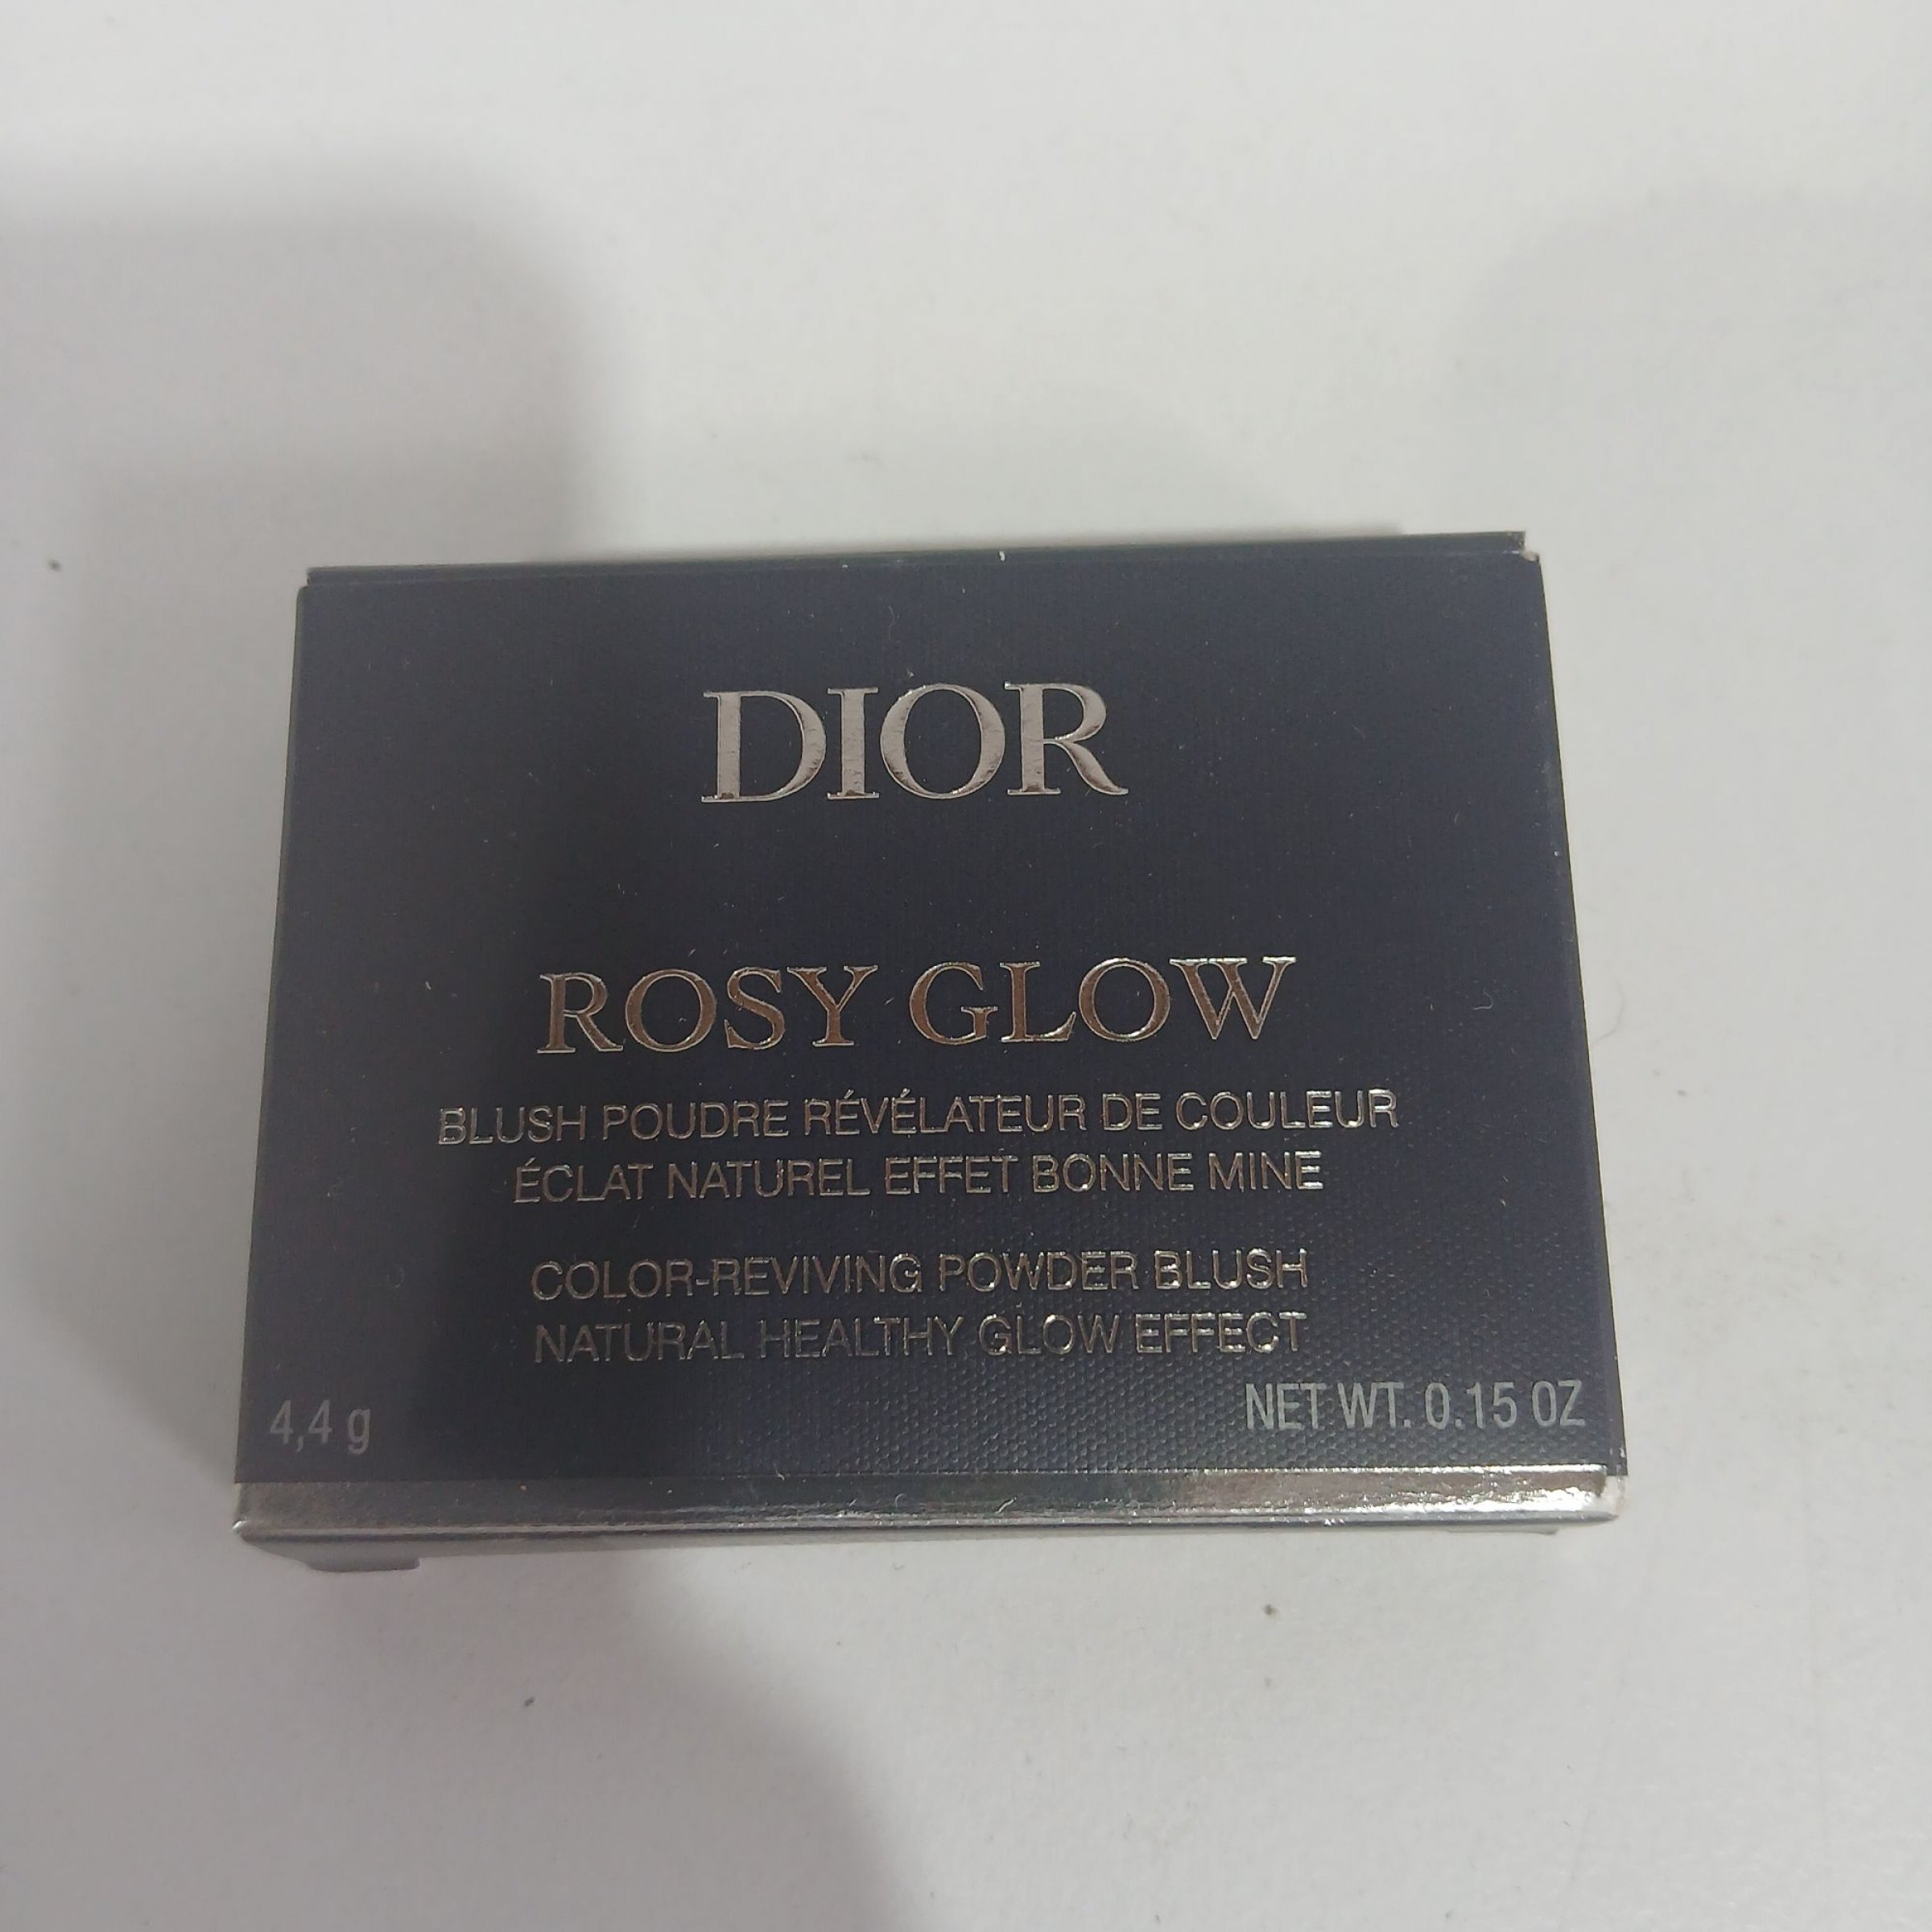 DIOR
ROSY GLOW
BLUSH POUDRE RÉVÉLATEUR DE COULEUR
ÉCLAT NATUREL EFFET BONNE MINE
COLOR-REVIVING POWDER BLUSH
NATURAL HEALTHY GLOW EFFECT
4,4 g
NET WT. 0.15 OZ